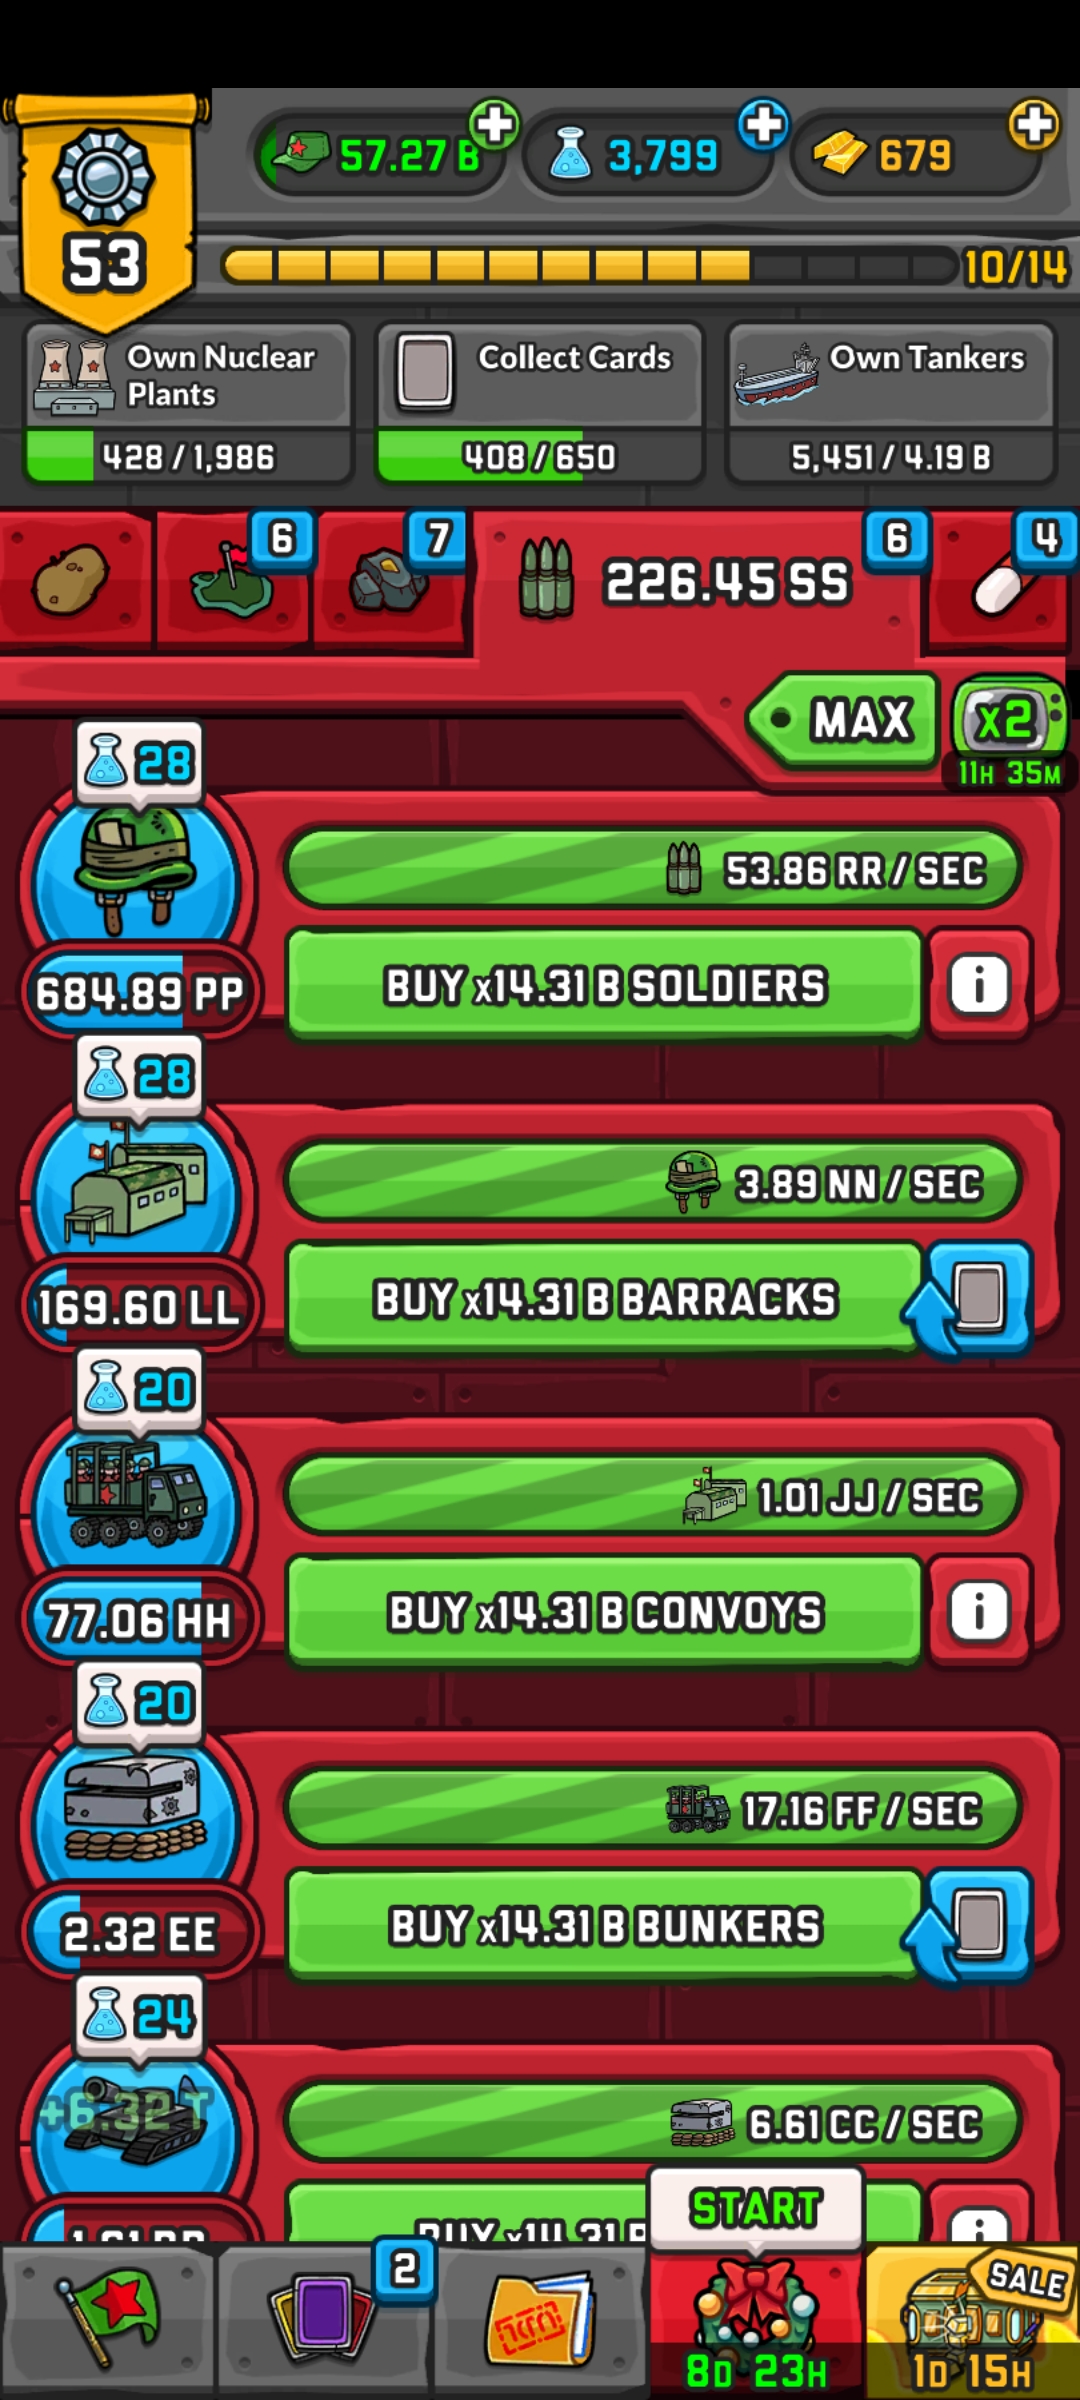 57.27 B
3,799
679
53
10/14
Own Nuclear
Plants
428 / 1,986
Collect Cards
408 / 650
Own Tankers
5,451 / 4.19 B
6
7
226.45 SS
6
4
MAX
x2
11H 35M
28
53.86 RR / SEC
BUY x14.31 B SOLDIERS
684.89 PP
28
3.89 NN / SEC
BUY x14.31 B BARRACKS
169.60 LL
20
1.01 JJ / SEC
BUY x14.31 B CONVOYS
77.06 HH
20
17.16 FF / SEC
BUY x14.31 B BUNKERS
2.32 EE
24
+6.32 T
6.61 CC / SEC
BUY x14.31 B
START
2
SALE
8D 23H
1D 15H